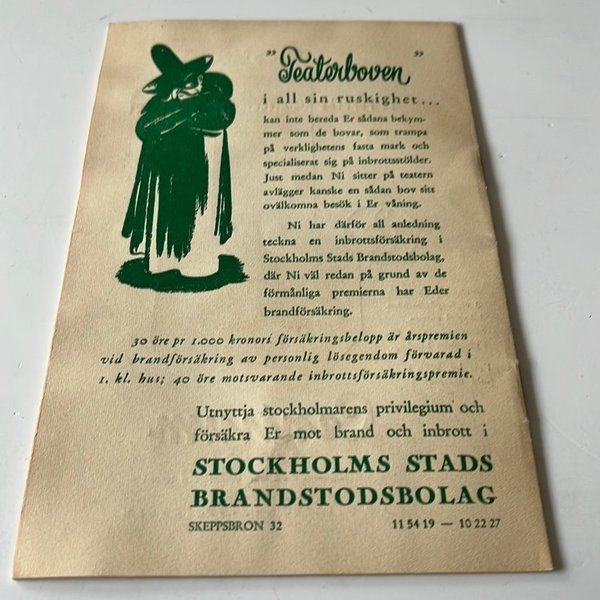 "Teaterboven"
i all sin ruskighet...
kan inte bereda Er sådana bekym-
mer som de bovar, som trampa
på verklighetens fasta mark och
specialiserat sig på inbrottsstölder.
Just medan Ni sitter på teatern
avlägger kanske en sådan bov sitt
ovälkomna besök i Er våning.
Ni har därför all anledning
teckna en inbrottsförsäkring i
Stockholms Stads Brandstodsbolag,
där Ni väl redan på grund av de
förmånliga premierna har Eder
brandförsäkring.
30 öre pr 1.000 kronors försäkringsbelopp är årspremien
vid brandförsäkring av personlig lösegendom förvarad i
1. kl. hus; 40 öre motsvarande inbrottsförsäkringspremie.
Utnyttja stockholmarens privilegium och
försäkra Er mot brand och inbrott i
STOCKHOLMS STADS
BRANDSTODSBOLAG
SKEPPSBRON 32 11 54 19 — 10 22 27